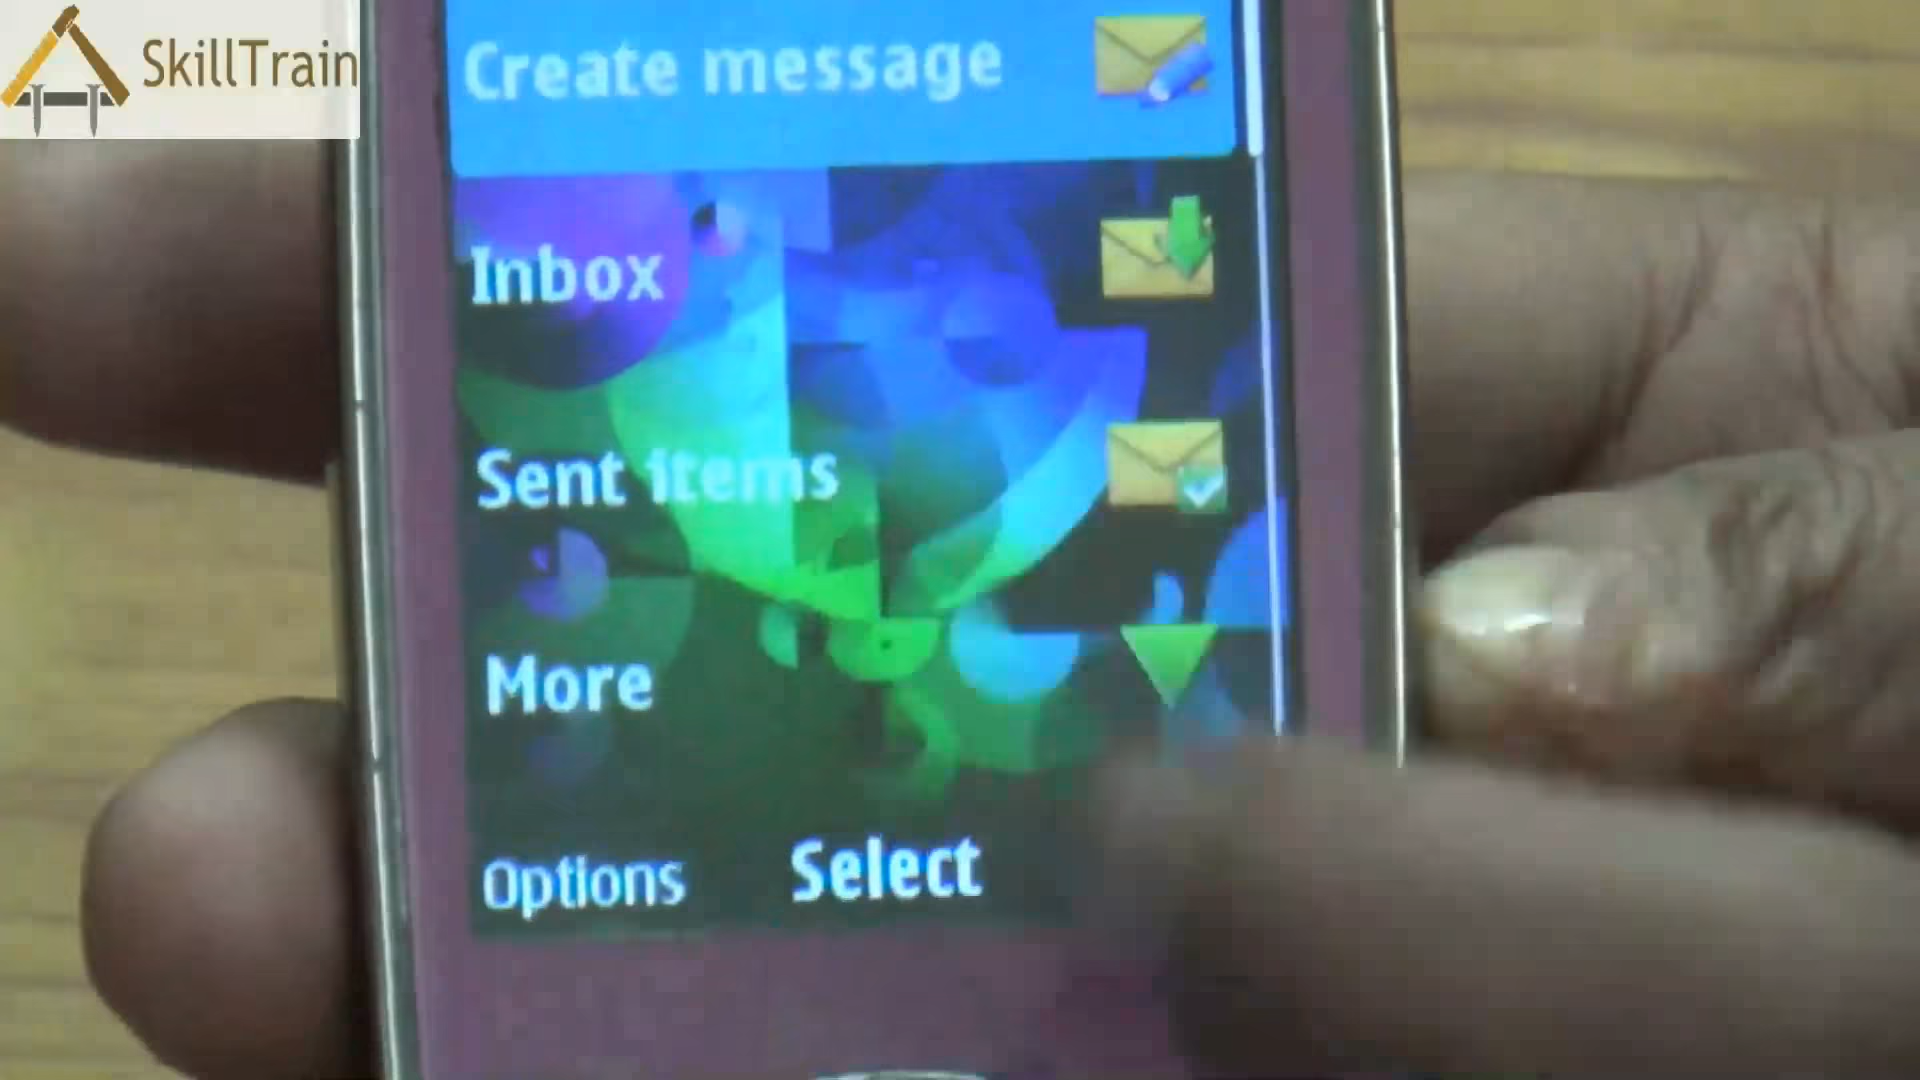 SkillTrain
Create message
Inbox
Sent items
More
Options Select